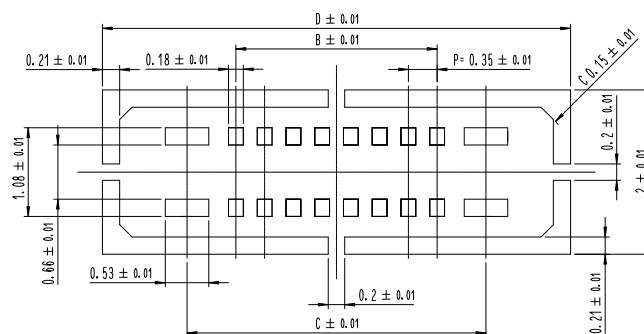 D ± 0.01
B ± 0.01
0.21 ± 0.01
0.18 ± 0.01
P= 0.35 ± 0.01
C 0.15 ± 0.01
0.2 ± 0.01
2 ± 0.01
1.08 ± 0.01
0.66 ± 0.01
0.53 ± 0.01
0.2 ± 0.01
0.21 ± 0.01
C ± 0.01